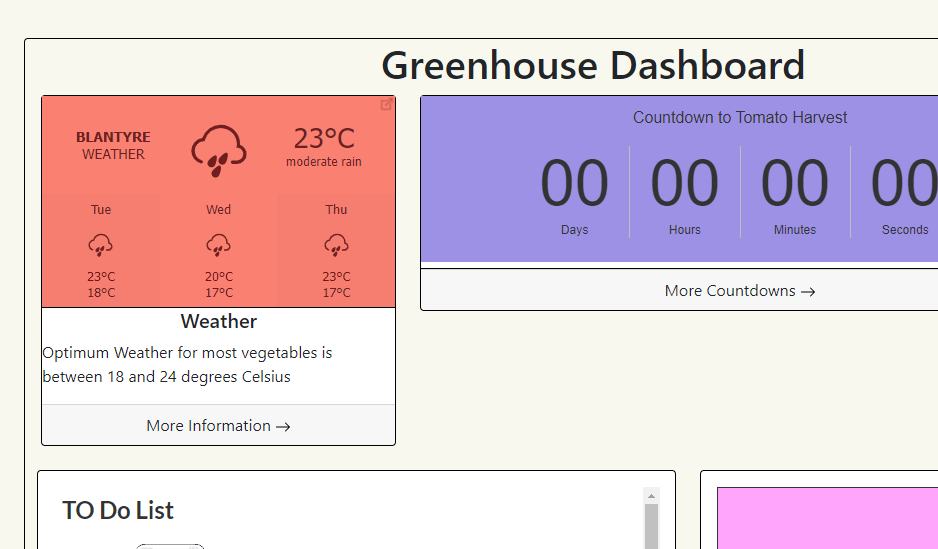 Greenhouse Dashboard
BLANTYRE
WEATHER
23°C
moderate rain
Tue
Wed
Thu
23°C
18°C
20°C
17°C
23°C
17°C
Weather
Optimum Weather for most vegetables is
between 18 and 24 degrees Celsius
More Information →
Countdown to Tomato Harvest
00 00 00 00
Days Hours Minutes Seconds
More Countdowns →
TO Do List